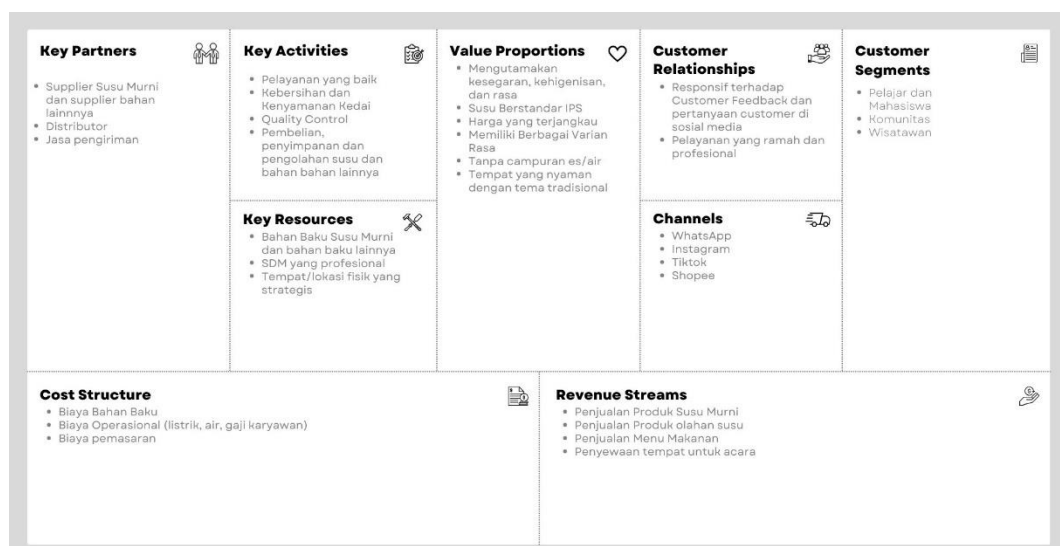 Key Partners
Supplier Susu Murni
dan supplier bahan
lainnnya
Distributor
Jasa pengiriman
Key Activities
Pelayanan yang baik
Kebersihan dan
Kenyamanan Kedai
Quality Control
Pembelian,
penyimpanan dan
pengolahan susu dan
bahan bahan lainnya
Key Resources
Bahan Baku Susu Murni
dan bahan baku lainnya
SDM yang profesional
Tempat/lokasi fisik yang
strategis
Value Proportions
Mengutamakan
kesegaran, kehigenisan,
dan rasa
Susu Berstandar IPS
Harga yang terjangkau
Memiliki Berbagai Varian
Rasa
Tanpa campuran es/air
Tempat yang nyaman
dengan tema tradisional
Customer
Relationships
Responsif terhadap
Customer Feedback dan
pertanyaan customer di
sosial media
Pelayanan yang ramah dan
profesional
Channels
WhatsApp
Instagram
Tiktok
Shopee
Customer
Segments
Pelajar dan
Mahasiswa
Komunitas
Wisatawan
Cost Structure
Biaya Bahan Baku
Biaya Operasional (listrik, air, gaji karyawan)
Biaya pemasaran
Revenue Streams
Penjualan Produk Susu Murni
Penjualan Produk olahan susu
Penjualan Menu Makanan
Penyewaan tempat untuk acara